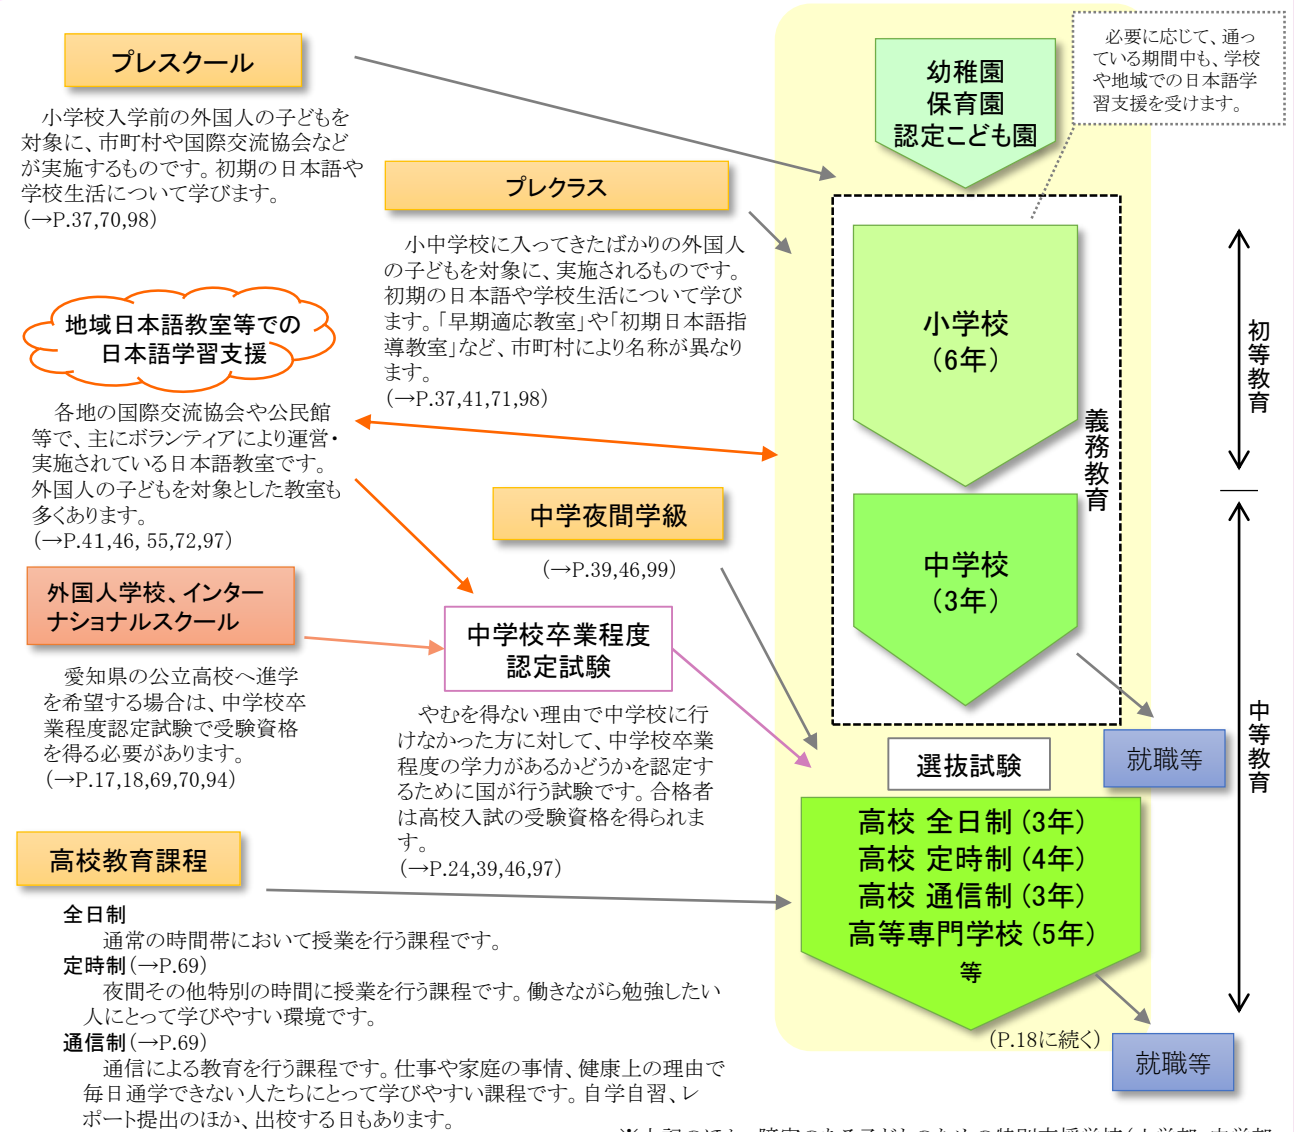 プレスクール
小学校入学前の外国人の子どもを
対象に、市町村や国際交流協会など
が実施するものです。初期の日本語や
学校生活について学びます。
(→P.37,70,98)
幼稚園
保育園
認定こども園
必要に応じて、通っ
ている期間中も、学校
や地域での日本語学
習支援を受けます。
プレクラス
小中学校に入ってきたばかりの外国人
の子どもを対象に、実施されるものです。
初期の日本語や学校生活について学び
ます。「早期適応教室」や「初期日本語指
導教室」など、市町村により名称が異なり
ます。
(→P.37,41,71,98)
地域日本語教室等での
日本語学習支援
各地の国際交流協会や公民館
等で、主にボランティアにより運営・
実施されている日本語教室です。
外国人の子どもを対象とした教室も
多くあります。
(→P.41,46, 55,72,97)
小学校
(6年)
義務教育
初等教育
中学夜間学級
(→P.39,46,99)
中学校
(3年)
外国人学校、インター
ナショナルスクール
愛知県の公立高校へ進学
を希望する場合は、中学校卒
業程度認定試験で受験資格
を得る必要があります。
(→P.17,18,69,70,94)
中学校卒業程度
認定試験
やむを得ない理由で中学校に行
けなかった方に対して、中学校卒業
程度の学力があるかどうかを認定す
るために国が行う試験です。合格者
は高校入試の受験資格を得られま
す。
(→P.24,39,46,97)
就職等
中等教育
選抜試験
高校 全日制 (3年)
高校 定時制 (4年)
高校 通信制 (3年)
高等専門学校 (5年)
等
(P.18に続く)
就職等
高校教育課程
全日制
通常の時間帯において授業を行う課程です。
定時制(→P.69)
夜間その他特別の時間に授業を行う課程です。働きながら勉強したい
人にとって学びやすい環境です。
通信制(→P.69)
通信による教育を行う課程です。仕事や家庭の事情、健康上の理由で
毎日通学できない人たちにとって学びやすい課程です。自学自習、レ
ポート提出のほか、出校する日もあります。
※上記のほか、障害のある子どものための特別支援学校(小学部、中学部